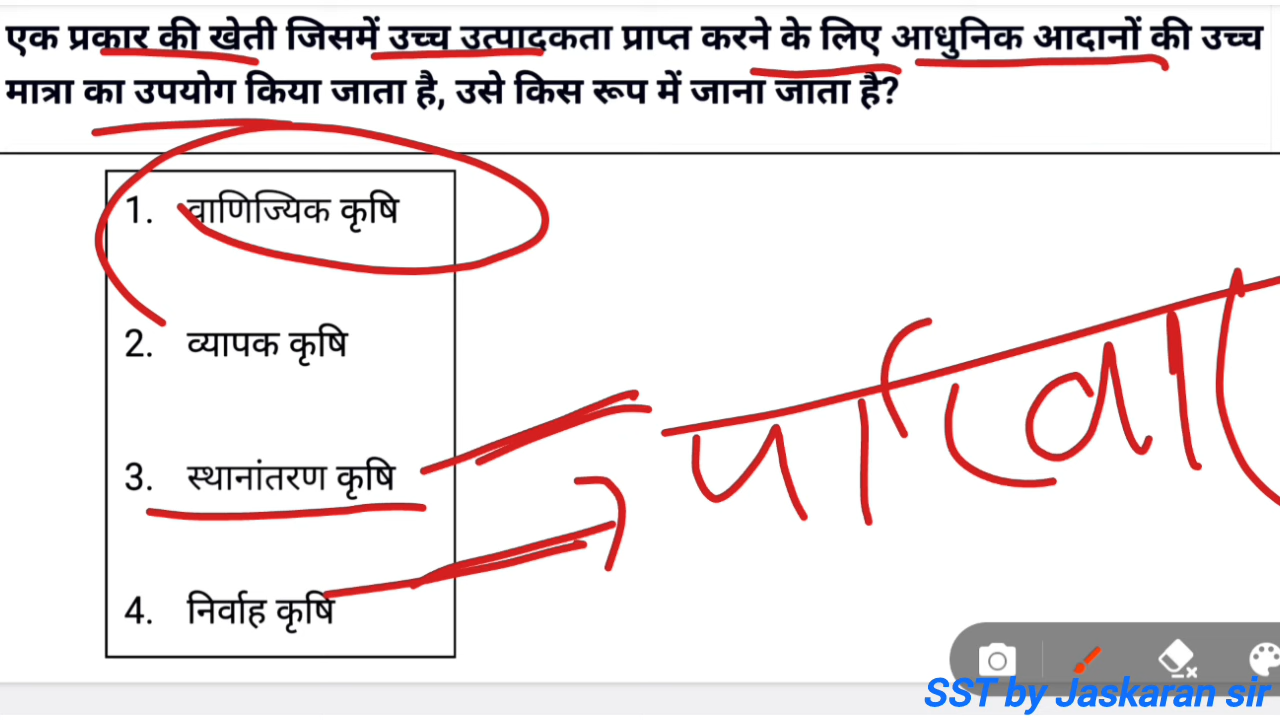 एक प्रकार की खेती जिसमें उच्च उत्पादकता प्राप्त करने के लिए आधुनिक आदानों की उच्च
मात्रा का उपयोग किया जाता है, उसे किस रूप में जाना जाता है?
1. वाणिज्यिक कृषि
2. व्यापक कृषि
3. स्थानांतरण कृषि
4. निर्वाह कृषि
SST by Jaskaran sir